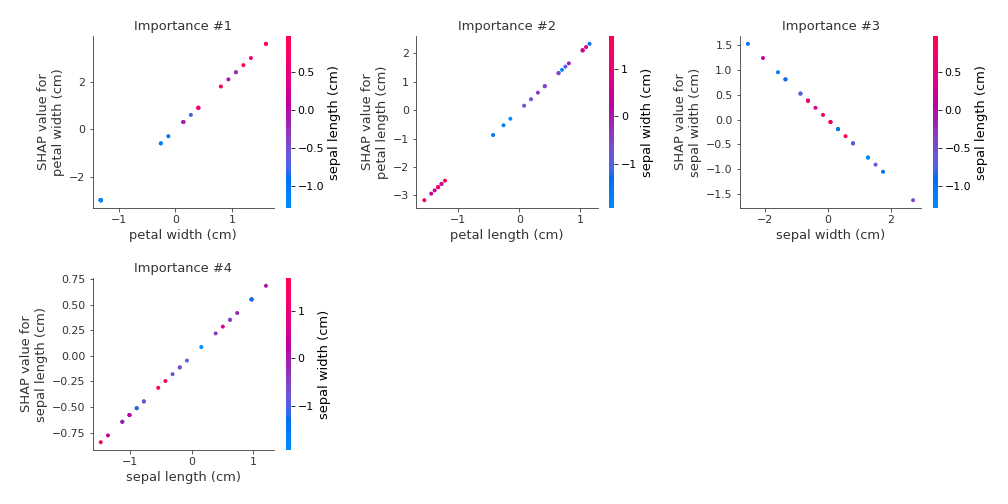 Importance #1
SHAP value for
petal width (cm)
2
0
−2
−1
0
1
petal width (cm)
0.5
0.0
−0.5
−1.0
sepal length (cm)
Importance #2
SHAP value for
petal length (cm)
2
1
0
−1
−2
−3
−1
0
1
petal length (cm)
1
0
−1
sepal width (cm)
Importance #3
SHAP value for
sepal width (cm)
1.5
1.0
0.5
0.0
−0.5
−1.0
−1.5
−2
0
2
sepal width (cm)
0.5
0.0
−0.5
−1.0
sepal length (cm)
Importance #4
SHAP value for
sepal length (cm)
0.75
0.50
0.25
0.00
−0.25
−0.50
−0.75
−1
0
1
sepal length (cm)
1
0
−1
sepal width (cm)